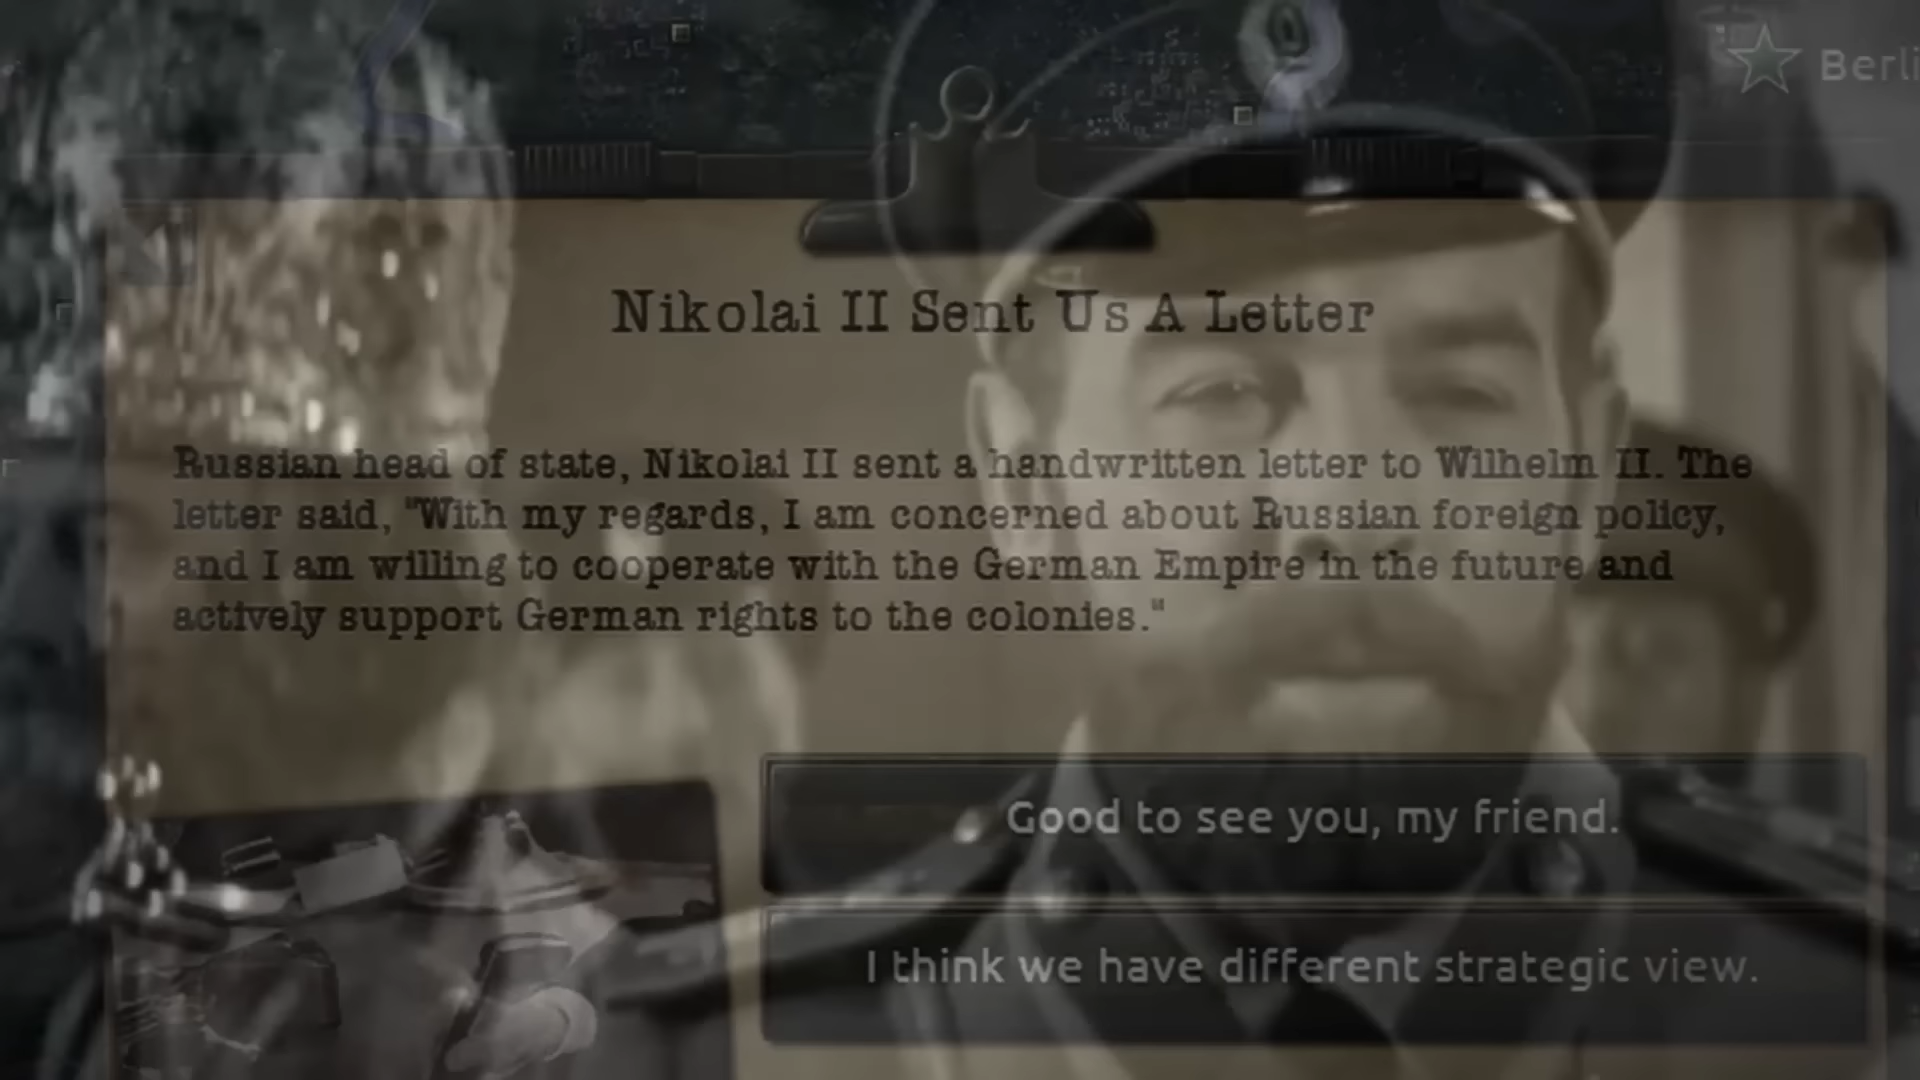 Berli
Nikolai II Sent Us A Letter
Russian head of state, Nikolai II sent a handwritten letter to Wilhelm II. The
letter said, "With my regards, I am concerned about Russian foreign policy,
and I am willing to cooperate with the German Empire in the future and
actively support German rights to the colonies."
Good to see you, my friend.
I think we have different strategic view.